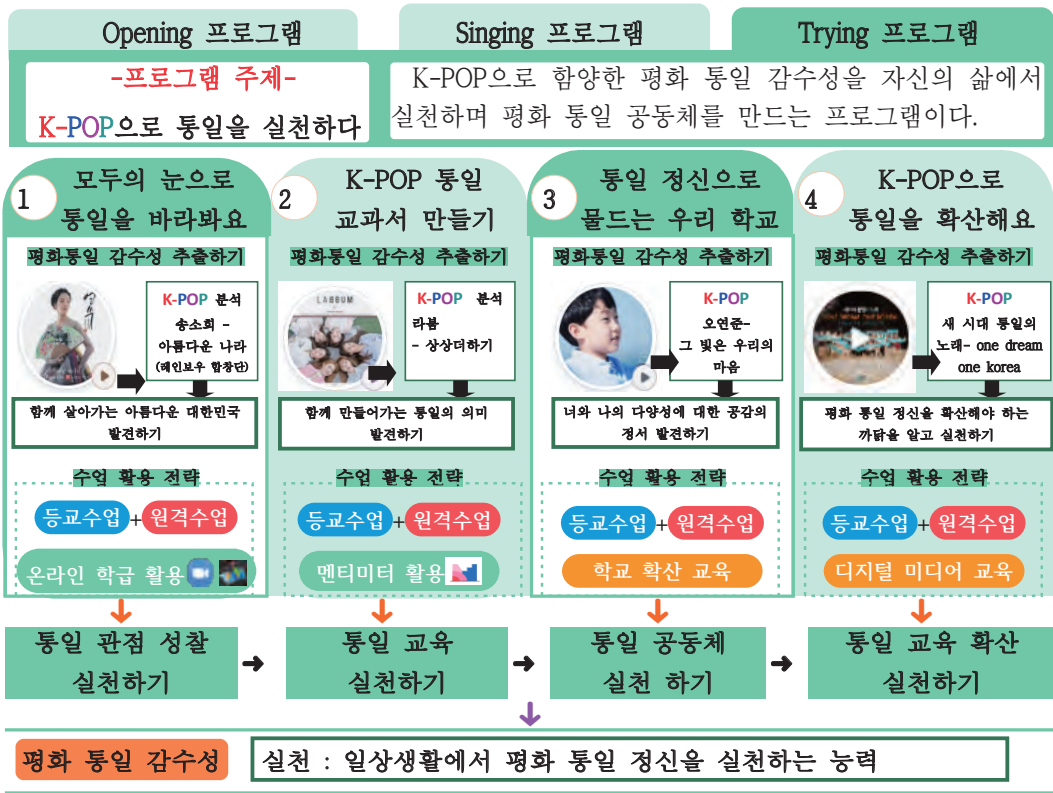 Opening 프로그램
Singing 프로그램
Trying 프로그램
-프로그램 주제-
K-POP으로 통일을 실천하다
K-POP으로 함양한 평화 통일 감수성을 자신의 삶에서
실천하며 평화 통일 공동체를 만드는 프로그램이다.
1
모두의 눈으로
통일을 바라봐요
평화통일 감수성 추출하기
K-POP 분석
송소희 -
아름다운 나라
(레인보우 합창단)
함께 살아가는 아름다운 대한민국
발견하기
수업 활용 전략
등교수업+원격수업
온라인 학급 활용
2
K-POP 통일
교과서 만들기
평화통일 감수성 추출하기
LABOUM
K-POP 분석
라붐
- 상상더하기
함께 만들어가는 통일의 의미
발견하기
수업 활용 전략
등교수업+원격수업
멘티미터 활용
3
통일 정신으로
물드는 우리 학교
평화통일 감수성 추출하기
K-POP
오연준-
그 빛은 우리의
마음
너와 나의 다양성에 대한 공감의
정서 발견하기
수업 활용 전략
등교수업+원격수업
학교 확산 교육
4
K-POP으로
통일을 확산해요
평화통일 감수성 추출하기
K-POP
새 시대 통일의
노래- one dream
one korea
평화 통일 정신을 확산해야 하는
까닭을 알고 실천하기
수업 활용 전략
등교수업+원격수업
디지털 미디어 교육
통일 관점 성찰
실천하기
통일 교육
실천하기
통일 공동체
실천 하기
통일 교육 확산
실천하기
평화 통일 감수성
실천 : 일상생활에서 평화 통일 정신을 실천하는 능력